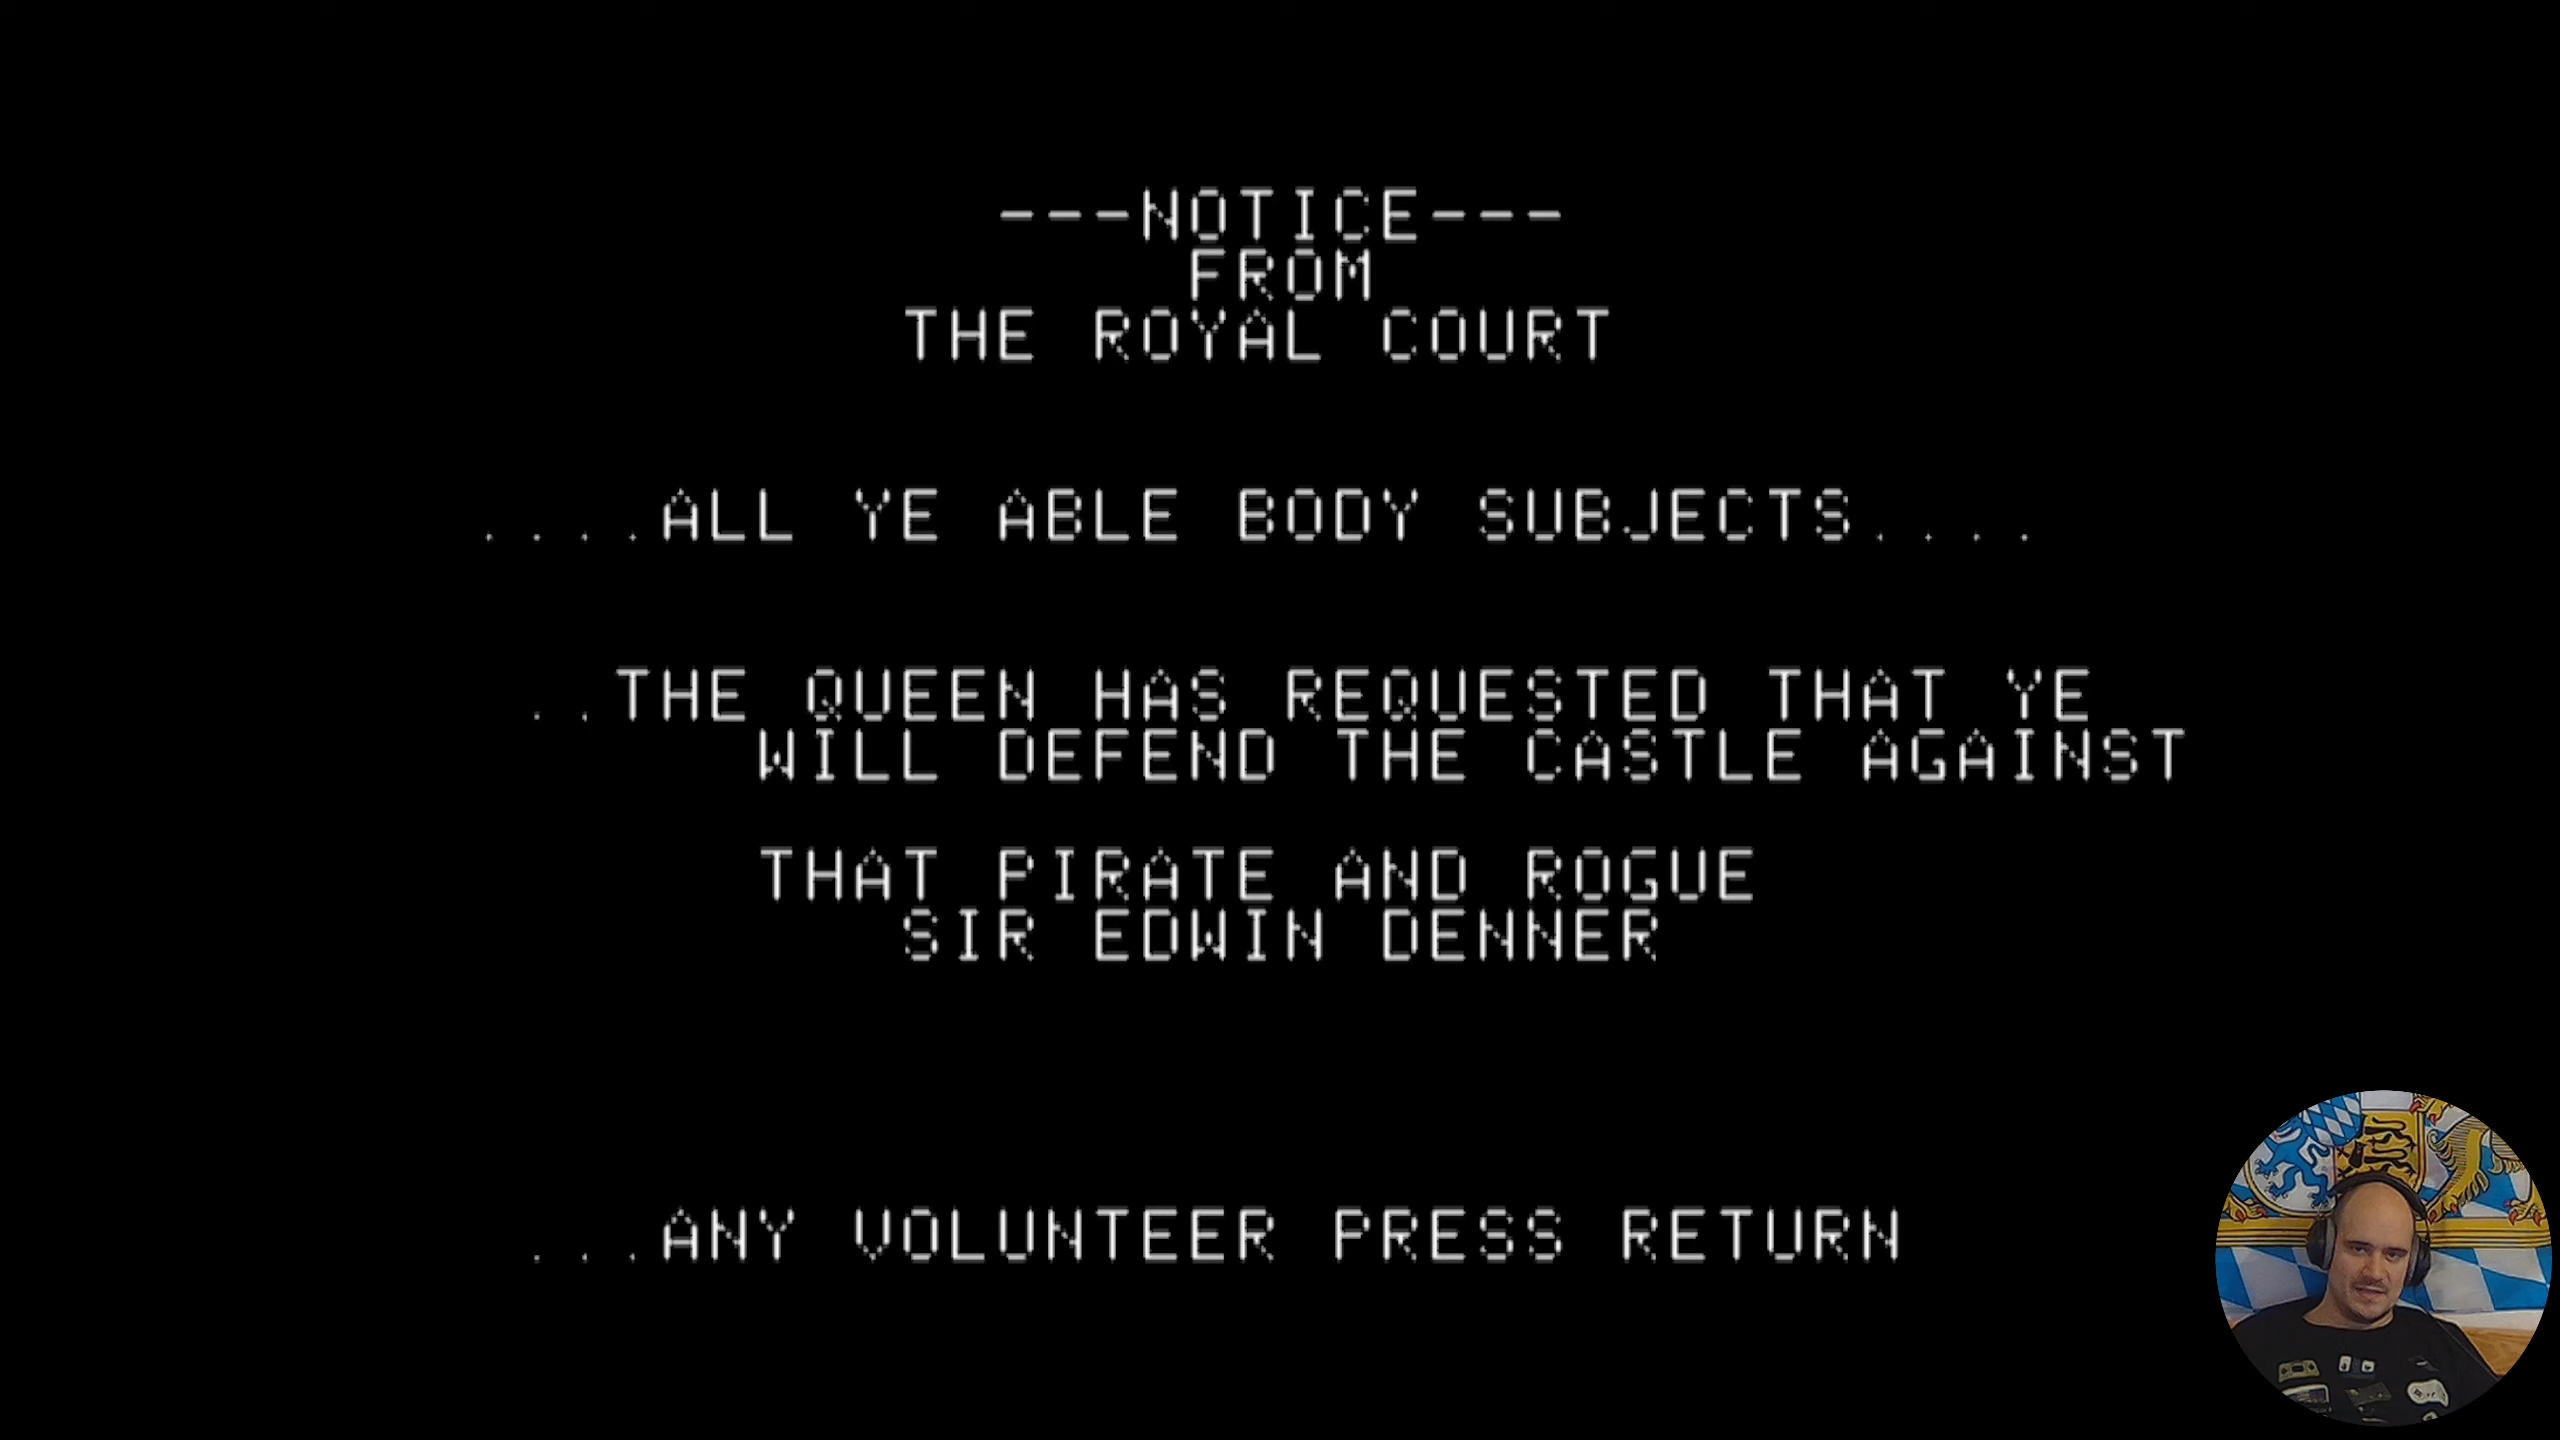 ---NOTICE---
FROM
THE ROYAL COURT
....ALL YE ABLE BODY SUBJECTS....
..THE QUEEN HAS REQUESTED THAT YE
WILL DEFEND THE CASTLE AGAINST
THAT PIRATE AND ROGUE
SIR EDWIN DENNER
...ANY VOLUNTEER PRESS RETURN